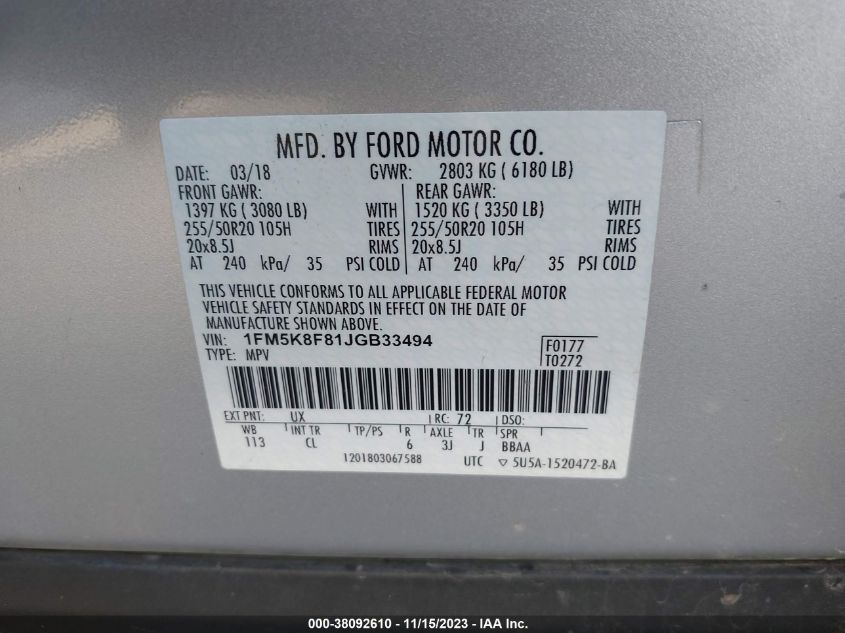 MFD. BY FORD MOTOR CO.
DATE: 03/18 GVWR: 2803 KG ( 6180 LB)
FRONT GAWR: REAR GAWR:
1397 KG ( 3080 LB) WITH 1520 KG ( 3350 LB) WITH
255/50R20 105H TIRES 255/50R20 105H TIRES
20x8.5J RIMS 20x8.5J RIMS
AT 240 kPa/ 35 PSI COLD AT 240 kPa/ 35 PSI COLD
THIS VEHICLE CONFORMS TO ALL APPLICABLE FEDERAL MOTOR
VEHICLE SAFETY STANDARDS IN EFFECT ON THE DATE OF
MANUFACTURE SHOWN ABOVE.
VIN: 1FM5K8F81JGB33494 F0177
TYPE: MPV T0272
EXT PNT: UX RC: 72 DSO:
WB INT TR TP/PS R AXLE TR SPR
113 CL 6 3J J BBAA
1201803067588 UTC ▽ 5U5A-1520472-BA
000-38092610 - 11/15/2023 - © IAA Inc.